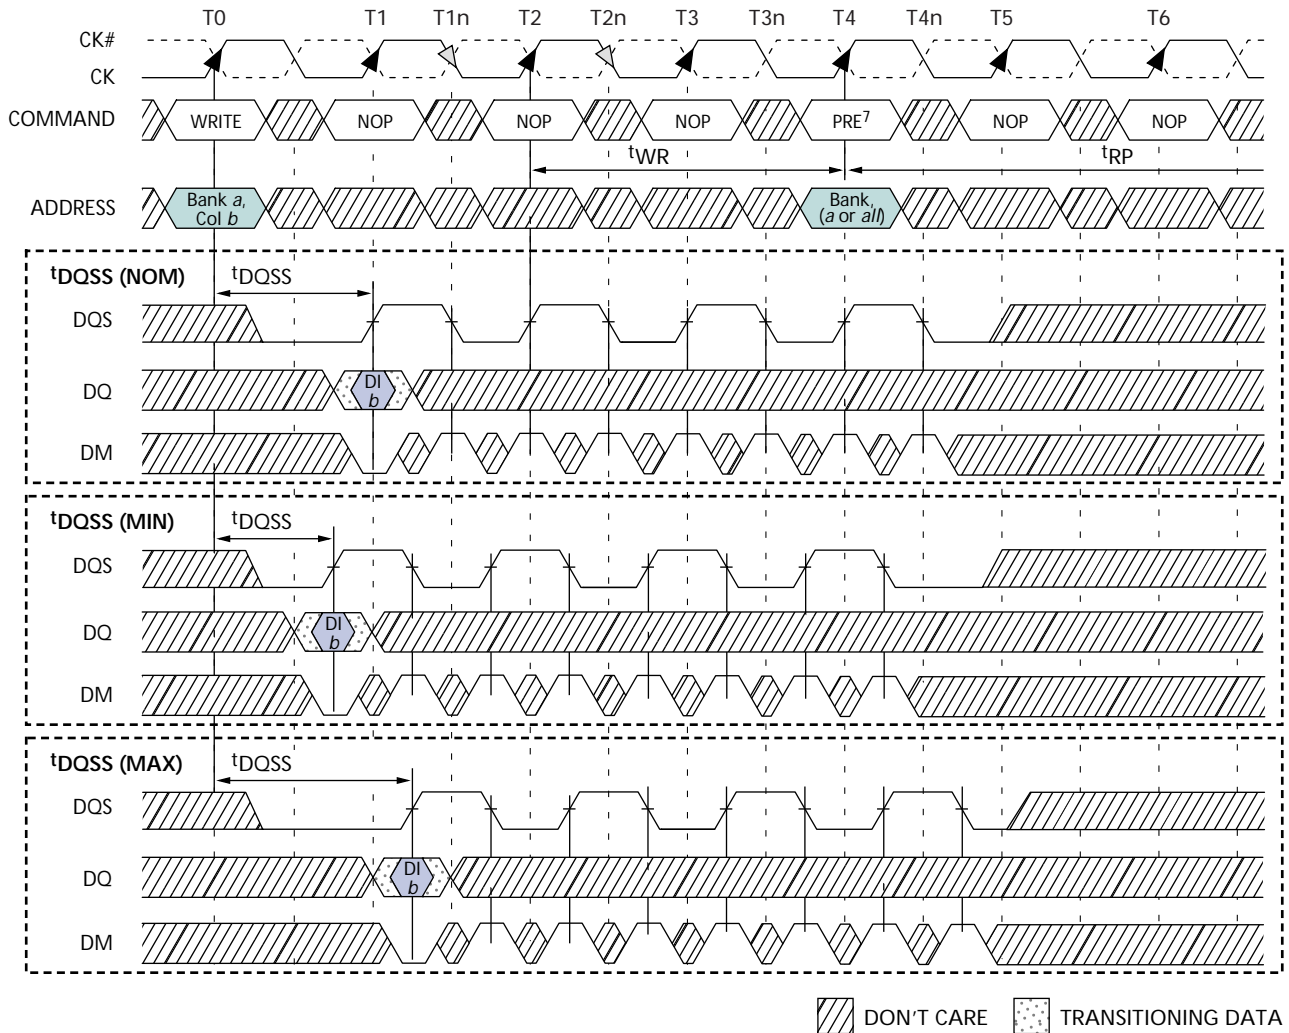 T0 T1 T1n T2 T2n T3 T3n T4 T4n T5 T6
CK#
CK
COMMAND WRITE NOP NOP NOP PRE7 NOP NOP
tWR tRP
ADDRESS Bank a, Col b Bank, (a or all)
tDQSS (NOM) tDQSS
DQS
DQ DI b
DM
tDQSS (MIN) tDQSS
DQS
DQ DI b
DM
tDQSS (MAX) tDQSS
DQS
DQ DI b
DM
DON'T CARE TRANSITIONING DATA